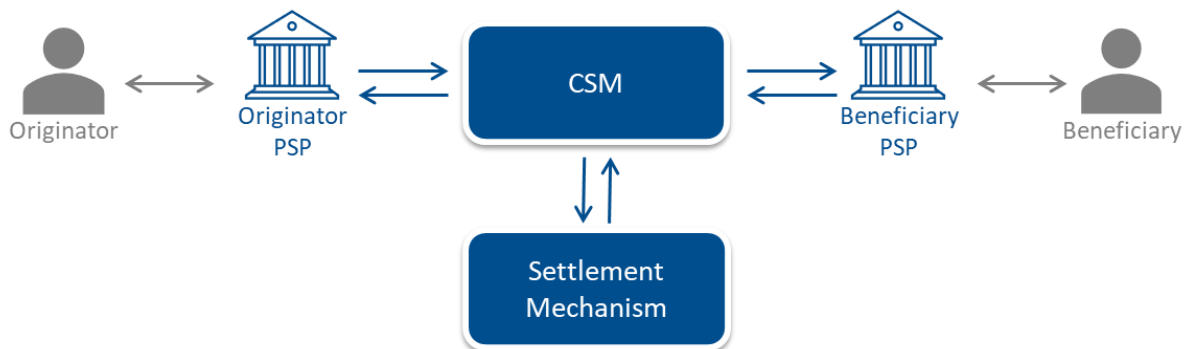 CSM
Originator
Originator
PSP
Beneficiary
PSP
Beneficiary
Settlement
Mechanism